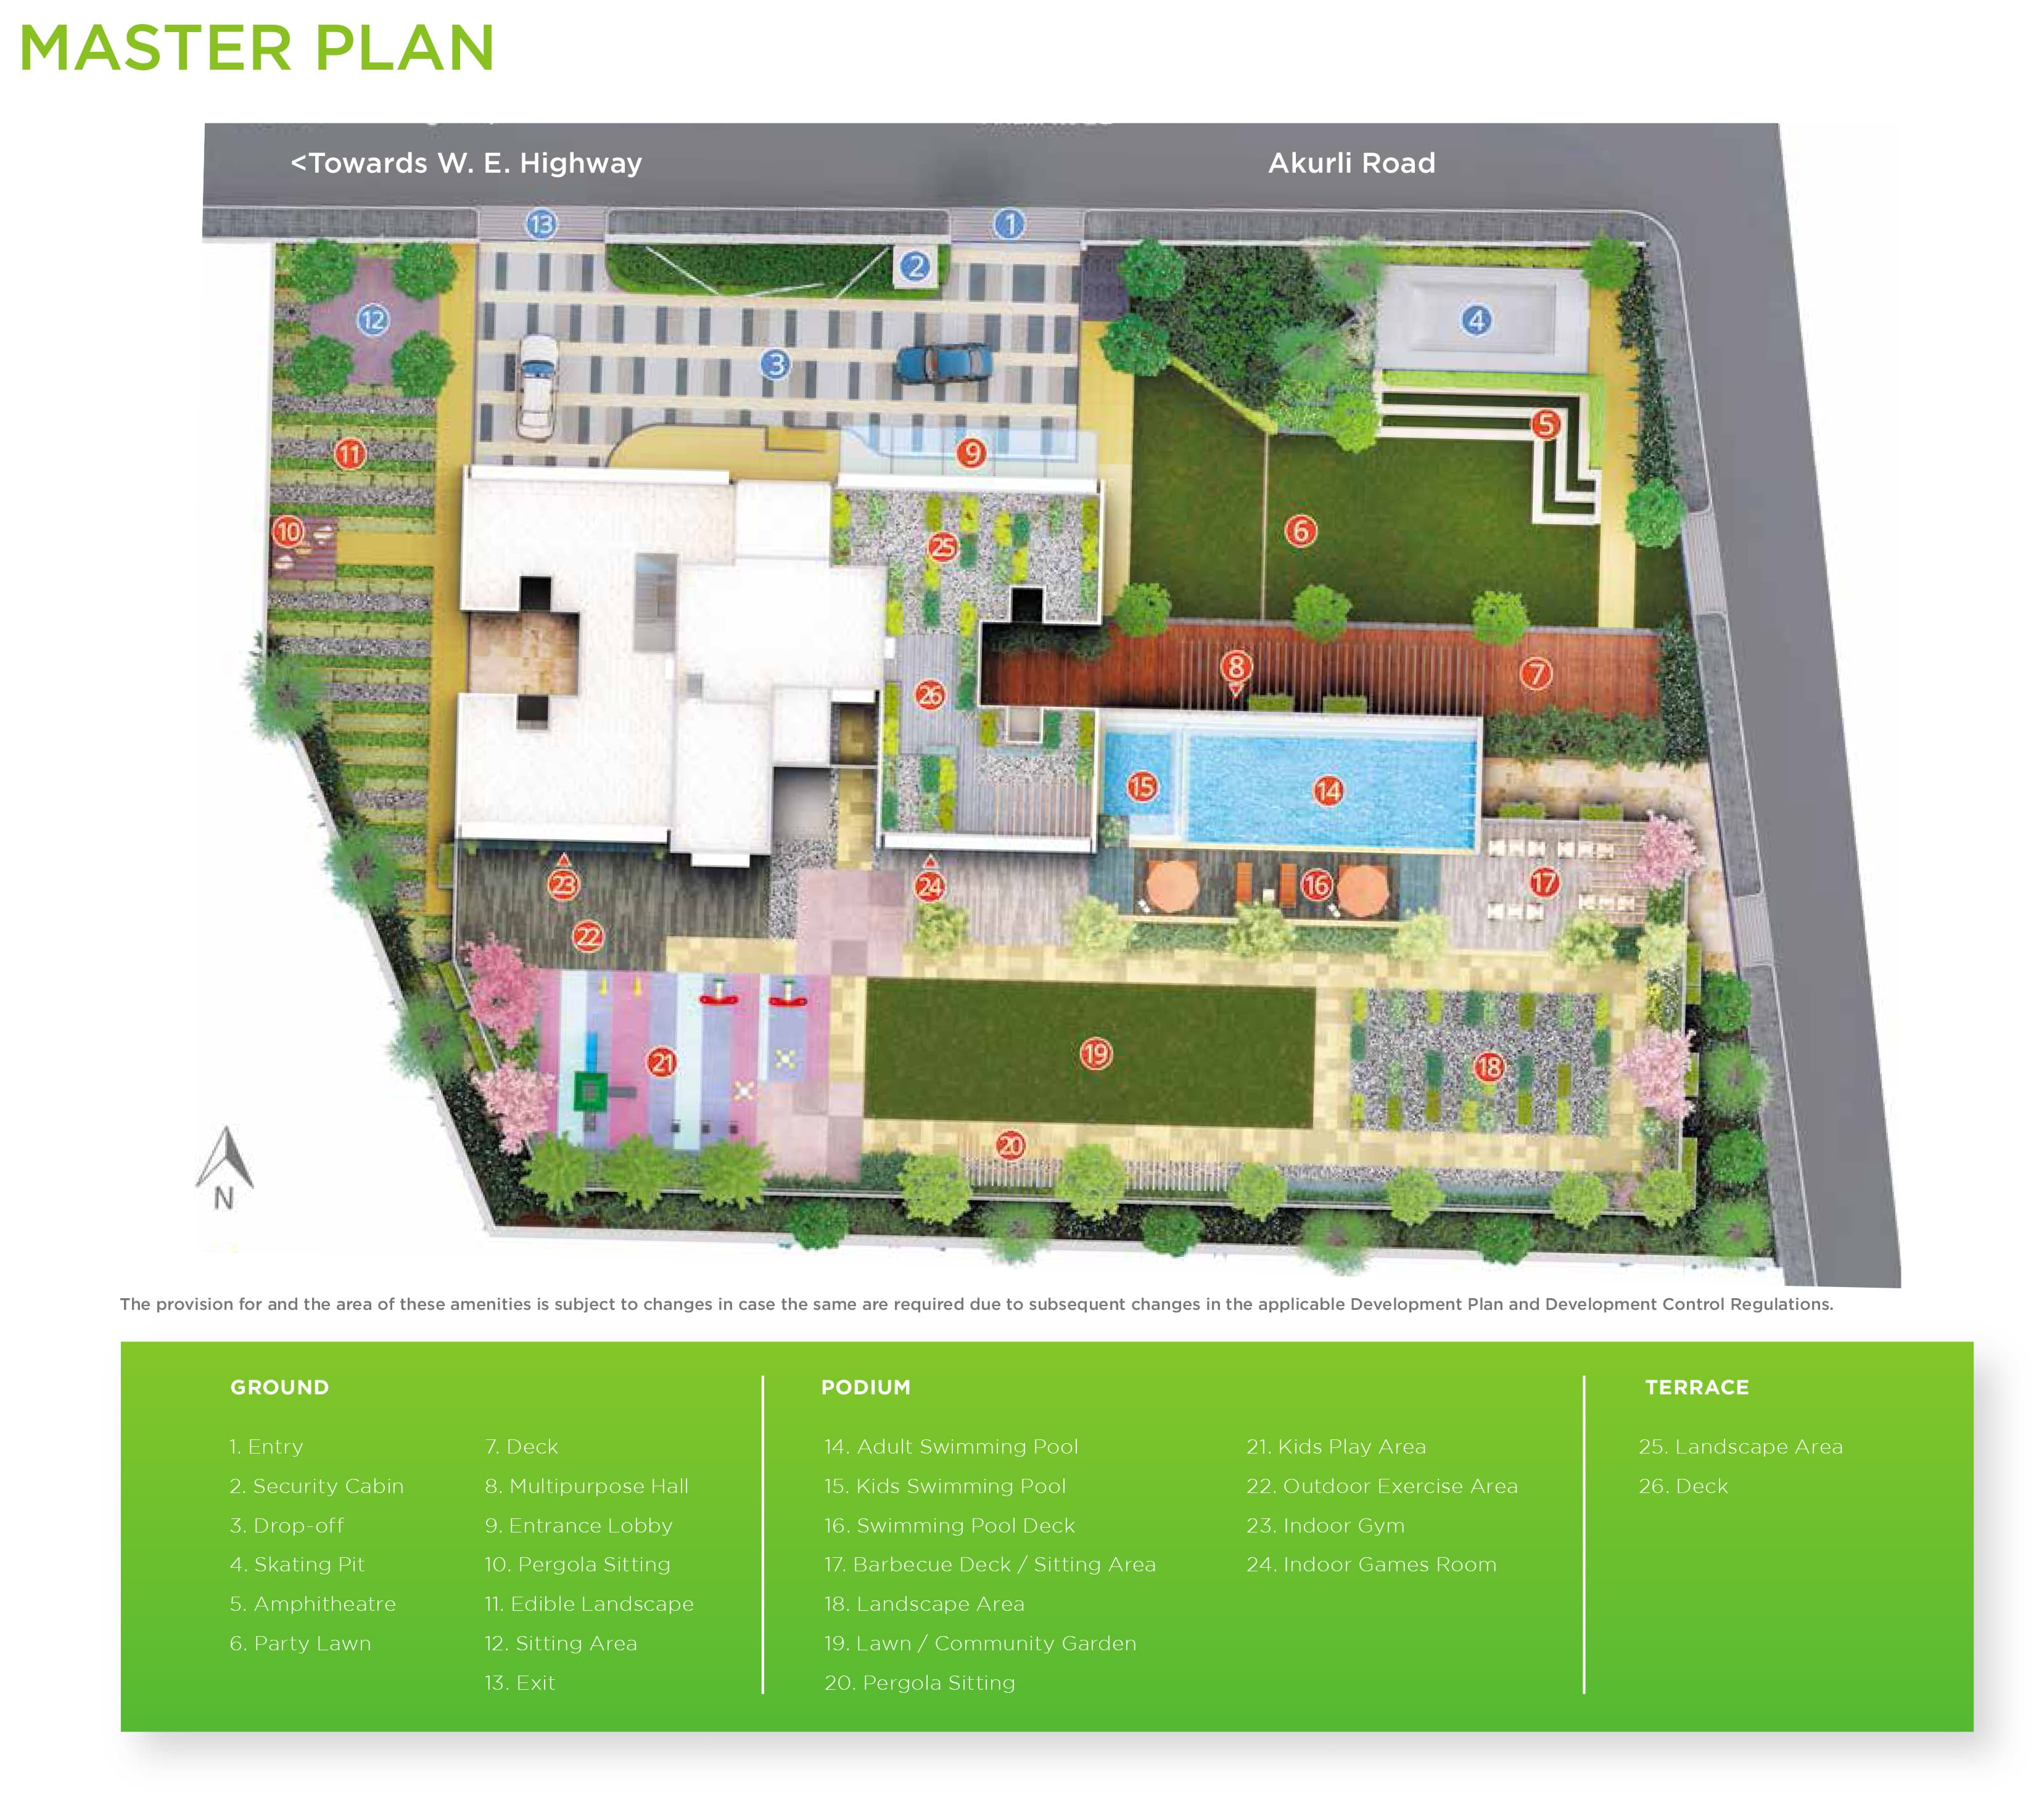 MASTER PLAN
<Towards W. E. Highway
Akurli Road
13
1
2
12
3
4
5
11
9
10
6
25
8
7
26
15
14
23
24
16
17
22
21
19
18
20
N
The provision for and the area of these amenities is subject to changes in case the same are required due to subsequent changes in the applicable Development Plan and Development Control Regulations.
GROUND
1. Entry
2. Security Cabin
3. Drop-off
4. Skating Pit
5. Amphitheatre
6. Party Lawn
7. Deck
8. Multipurpose Hall
9. Entrance Lobby
10. Pergola Sitting
11. Edible Landscape
12. Sitting Area
13. Exit
PODIUM
14. Adult Swimming Pool
15. Kids Swimming Pool
16. Swimming Pool Deck
17. Barbecue Deck / Sitting Area
18. Landscape Area
19. Lawn / Community Garden
20. Pergola Sitting
21. Kids Play Area
22. Outdoor Exercise Area
23. Indoor Gym
24. Indoor Games Room
TERRACE
25. Landscape Area
26. Deck